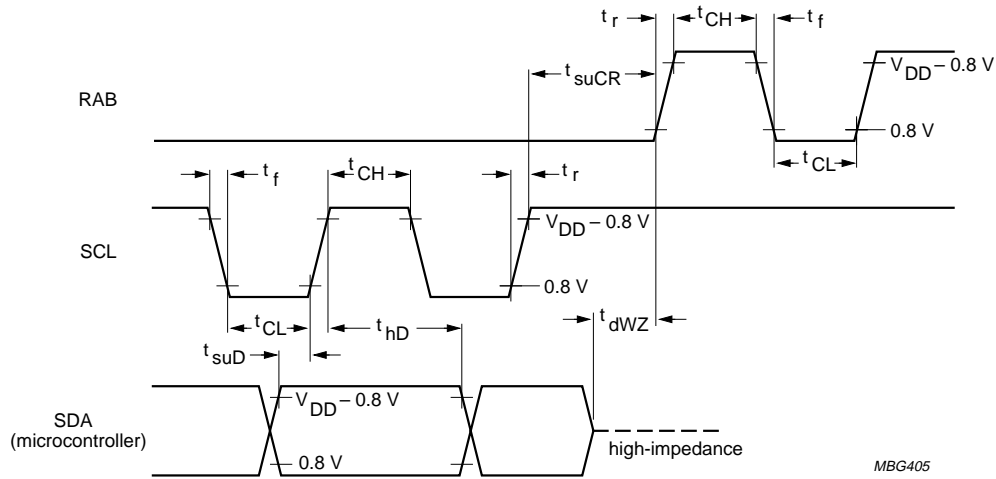 t r
t CH
t f
t suCR
V DD – 0.8 V
RAB
0.8 V
t CL
t f
t CH
t r
V DD – 0.8 V
SCL
0.8 V
t CL
t hD
t dWZ
t suD
V DD – 0.8 V
SDA
(microcontroller)
high-impedance
0.8 V
MBG405